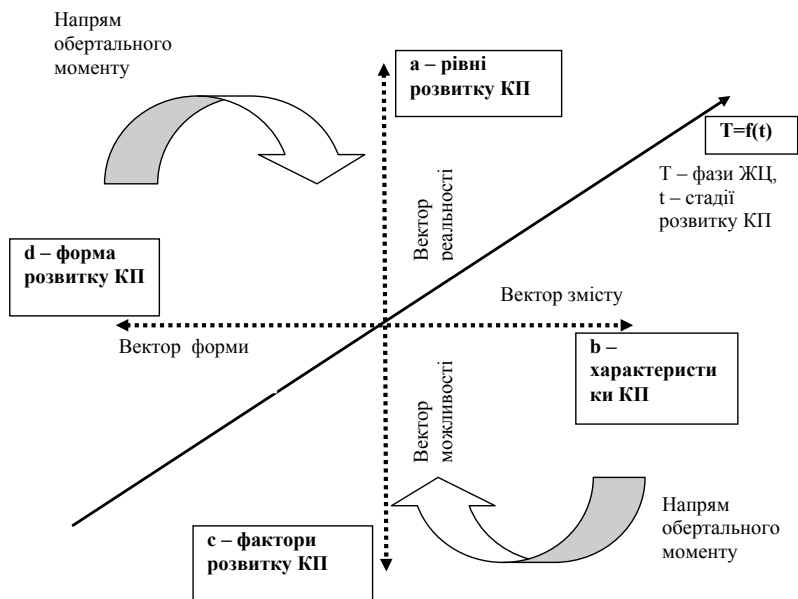 Напрям
обертального
моменту
a – рівні
розвитку КП
T=f(t)
T – фази ЖЦ,
t – стадії
розвитку КП
Вектор
реальності
d – форма
розвитку КП
Вектор змісту
Вектор форми
b –
характеристи
ки КП
Вектор
можливості
c – фактори
розвитку КП
Напрям
обертального
моменту